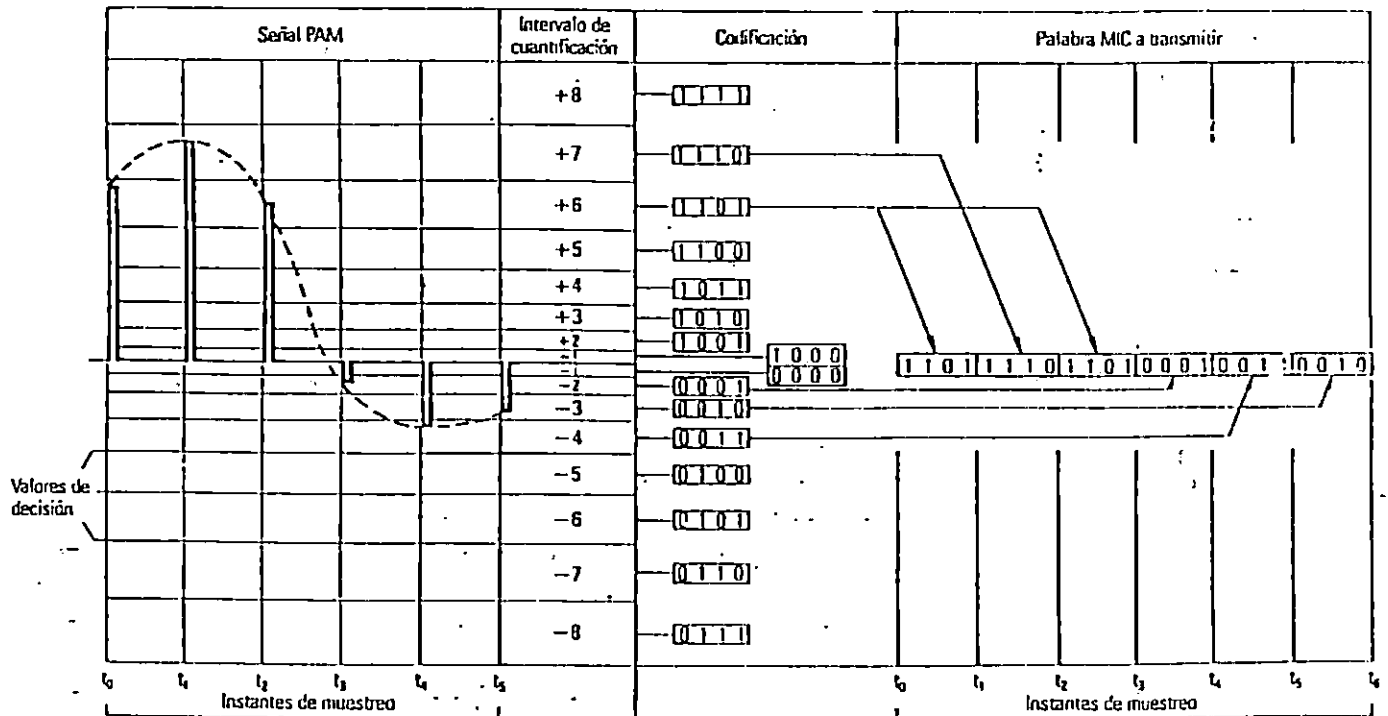 Señal PAM
Intervalo de
cuantificación
Codificación
Palabra MIC a transmitir
+8
1 1 1 1
+7
1 1 1 0
+6
1 1 0 1
+5
1 1 0 0
+4
1 0 1 1
+3
1 0 1 0
+2
1 0 0 1
1 0 0 0
0 0 0 0
-2
0 0 0 1
-3
0 0 1 0
-4
0 0 1 1
-5
0 1 0 0
-6
0 1 0 1
-7
0 1 1 0
-8
0 1 1 1
1 1 0 1 1 1 1 0 1 1 0 1 0 0 0 1 0 0 1 0 0 1 0
Valores de
decisión
t0 t1 t2 t3 t4 t5
Instantes de muestreo
t0 t1 t2 t3 t4 t5 t6
Instantes de muestreo